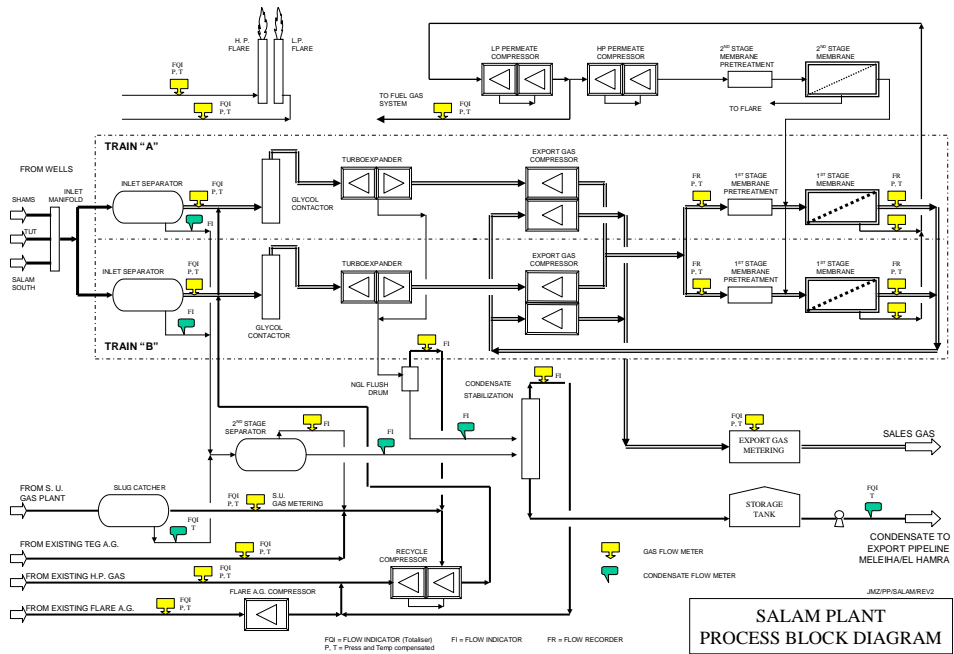 H. P.
FLARE
L.P.
FLARE
FQI
P, T
FQI
P, T
TO FUEL GAS
SYSTEM
FQI
P, T
LP PERMEATE
COMPRESSOR
HP PERMEATE
COMPRESSOR
2ND STAGE
MEMBRANE
PRETREATMENT
2ND STAGE
MEMBRANE
TO FLARE
TRAIN "A"
FROM WELLS
INLET
MANIFOLD
SHAMS
TUT
SALAM
SOUTH
INLET SEPARATOR
FQI
P, T
FI
GLYCOL
CONTACTOR
TURBOEXPANDER
EXPORT GAS
COMPRESSOR
FR
P, T
1ST STAGE
MEMBRANE
PRETREATMENT
1ST STAGE
MEMBRANE
FR
P, T
INLET SEPARATOR
FQI
P, T
FI
GLYCOL
CONTACTOR
TURBOEXPANDER
EXPORT GAS
COMPRESSOR
FR
P, T
1ST STAGE
MEMBRANE
PRETREATMENT
1ST STAGE
MEMBRANE
FR
P, T
TRAIN "B"
FI
NGL FLUSH
DRUM
CONDENSATE
STABILIZATION
FI
2ND STAGE
SEPARATOR
FI
FI
FI
FQI
P, T
EXPORT GAS
METERING
SALES GAS
FROM S. U.
GAS PLANT
SLUG CATCHER
FQI
T
FQI
P, T
S.U.
GAS METERING
STORAGE
TANK
FQI
T
CONDENSATE TO
EXPORT PIPELINE
MELEIHA/EL HAMRA
FROM EXISTING TEG A.G.
FQI
P, T
FROM EXISTING H.P. GAS
FQI
P, T
RECYCLE
COMPRESSOR
FROM EXISTING FLARE A.G.
FQI
P, T
FLARE A.G. COMPRESSOR
GAS FLOW METER
CONDENSATE FLOW METER
JMZ/PP/SALAM/REV2
SALAM PLANT
PROCESS BLOCK DIAGRAM
FQI = FLOW INDICATOR (Totaliser)
FI = FLOW INDICATOR
FR = FLOW RECORDER
P, T = Press and Temp compensated